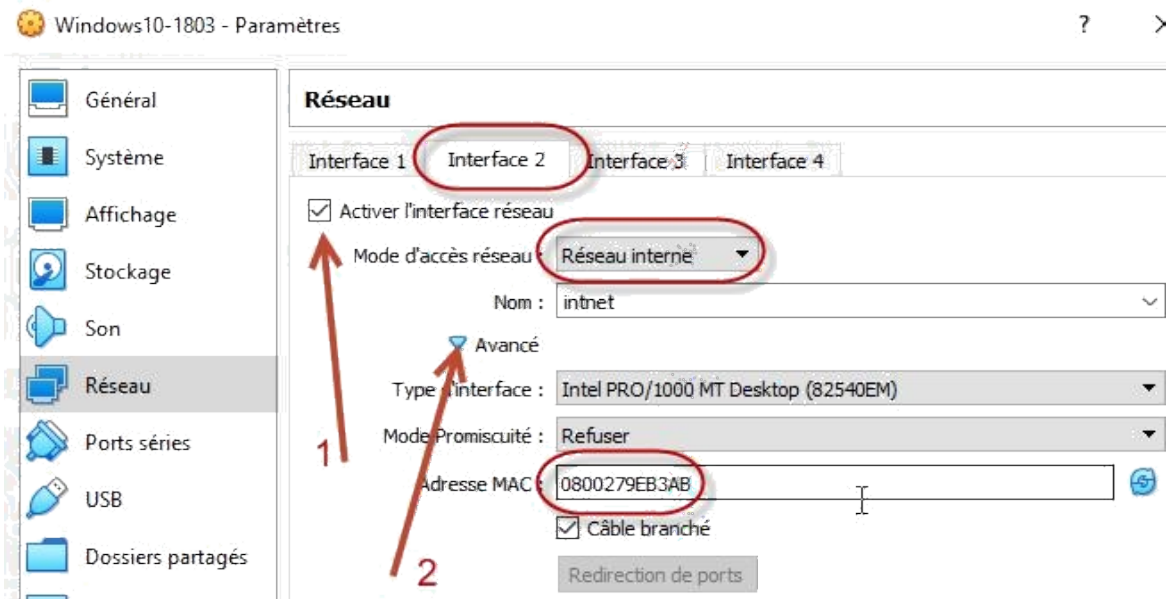 Windows10-1803 - Paramètres ?
Général
Système
Affichage
Stockage
Son
Réseau
Ports séries
USB
Dossiers partagés
Réseau
Interface 1 Interface 2 Interface 3 Interface 4
Activer l'interface réseau
Mode d'accès réseau : Réseau interne
Nom : intnet
Avancé
Type d'interface : Intel PRO/1000 MT Desktop (82540EM)
Mode Promiscuité : Refuser
Adresse MAC : 0800279EB3AB
Câble branché
Redirection de ports
1
2